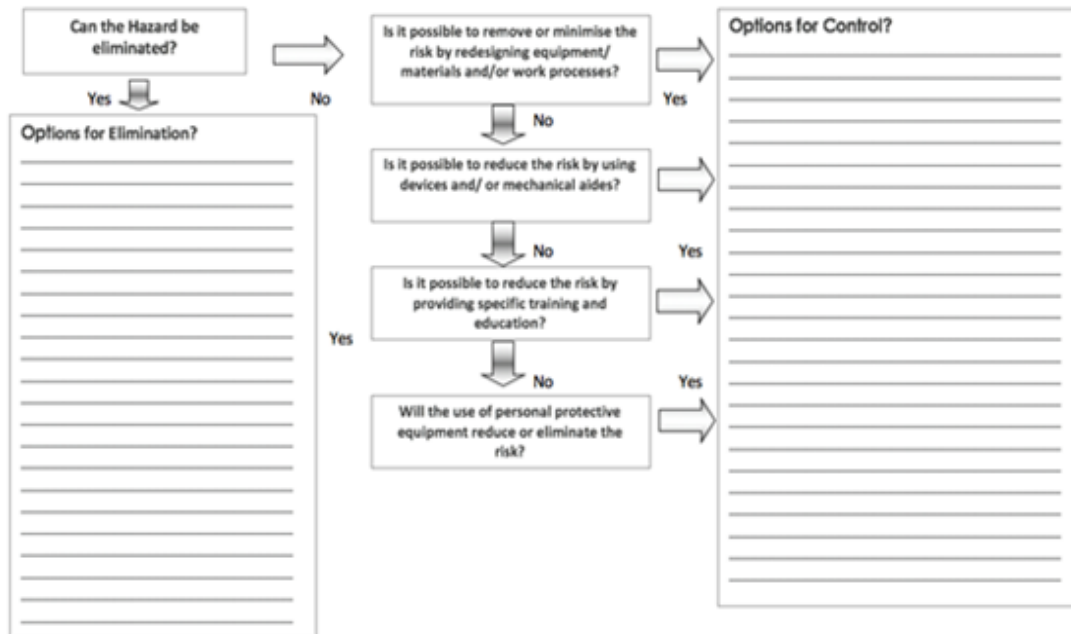 Can the Hazard be
eliminated?
Yes
No
Options for Elimination?
Is it possible to remove or minimise the
risk by redesigning equipment/
materials and/or work processes?
Yes
No
Is it possible to reduce the risk by using
devices and/ or mechanical aides?
No
Yes
Is it possible to reduce the risk by
providing specific training and
education?
Yes
No
Yes
Will the use of personal protective
equipment reduce or eliminate the
risk?
Options for Control?